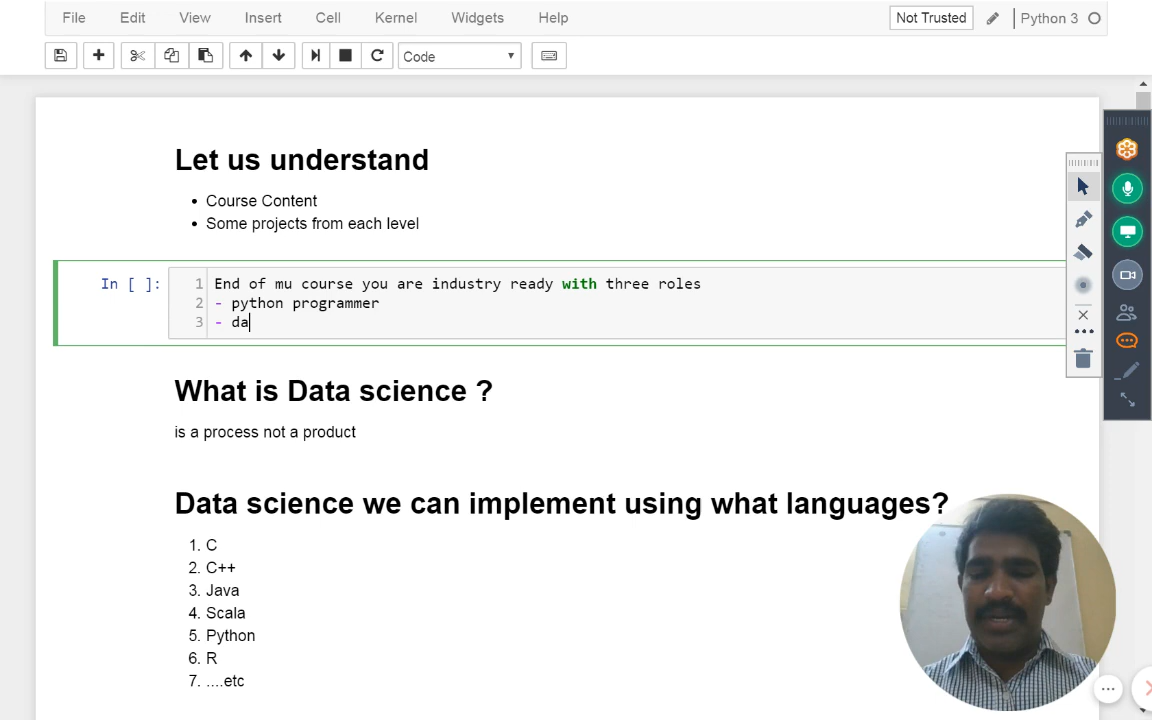 File Edit View Insert Cell Kernel Widgets Help Not Trusted Python 3
Code
Let us understand
• Course Content
• Some projects from each level
In [ ]: 1 End of mu course you are industry ready with three roles
2 - python programmer
3 - da
What is Data science ?
is a process not a product
Data science we can implement using what languages?
1. C
2. C++
3. Java
4. Scala
5. Python
6. R
7. ....etc